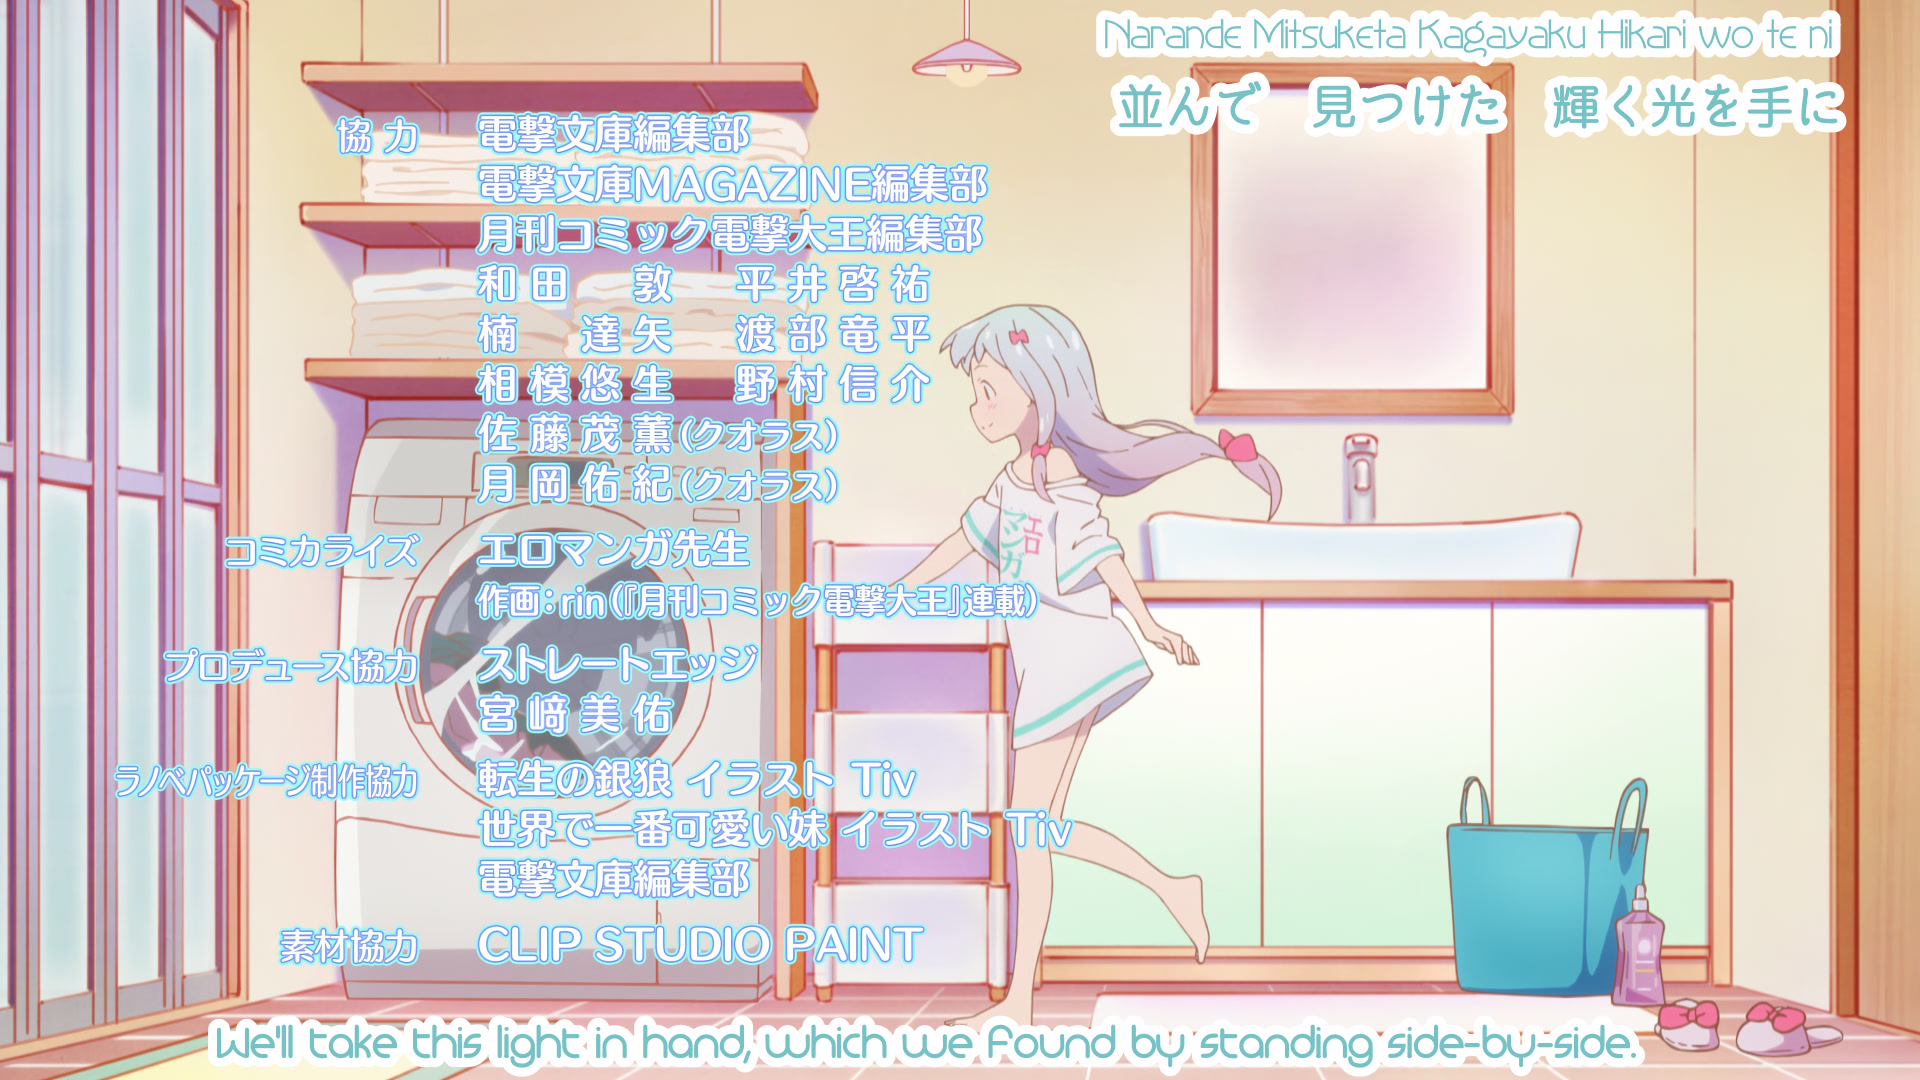 Narande Mitsuketa Kagayaku Hikari wo te ni
並んで　見つけた　輝く光を手に
協力　電撃文庫編集部
電撃文庫MAGAZINE編集部
月刊コミック電撃大王編集部
和田　敦　平井啓祐
楠　達矢　渡部竜平
相模悠生　野村信介
佐藤茂薫（クオラス）
月岡佑紀（クオラス）
コミカライズ　エロマンガ先生
作画：rin（『月刊コミック電撃大王』連載）
プロデュース協力　ストレートエッジ
宮﨑美佑
ラノベパッケージ制作協力　転生の銀狼 イラスト Tiv
世界で一番可愛い妹 イラスト Tiv
電撃文庫編集部
素材協力　CLIP STUDIO PAINT
エロ
マンガ
We'll take this light in hand, which we found by standing side-by-side.